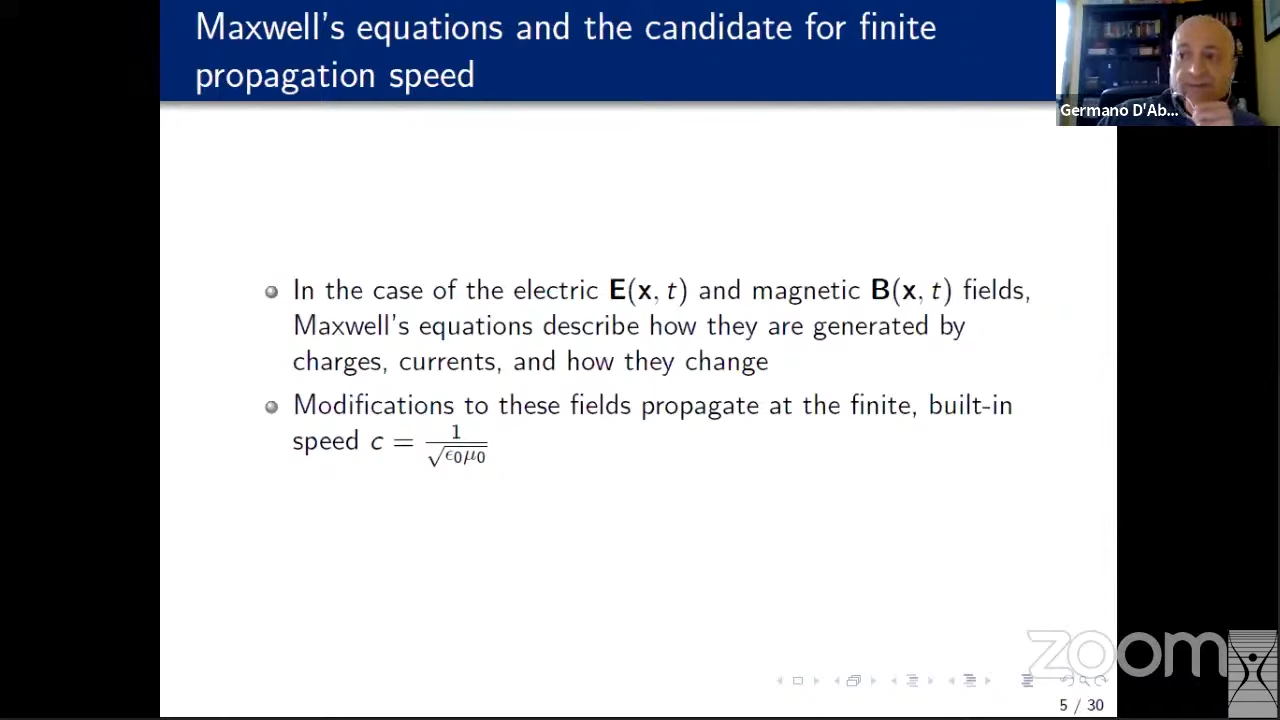 Maxwell's equations and the candidate for finite
propagation speed
Germano D'Ab...
In the case of the electric E(x, t) and magnetic B(x, t) fields,
Maxwell's equations describe how they are generated by
charges, currents, and how they change
Modifications to these fields propagate at the finite, built-in
speed c = 1/√ϵ0μ0
zoom
5 / 30